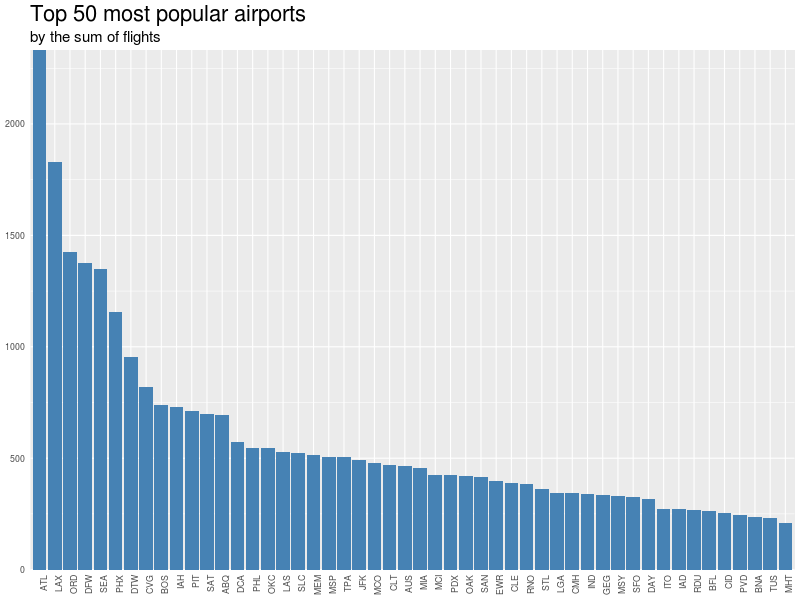 Top 50 most popular airports
by the sum of flights
2000
1500
1000
500
0
ATL LAX ORD DFW SEA PHX DTW CVG BOS IAH PIT SAT ABQ DCA PHL OKC LAS SLC MEM MSP TPA JFK MCO CLT AUS MIA MCI PDX OAK SAN EWR CLE RNO STL LGA CMH IND GEG MSY SFO DAY ITO IAD RDU BFL CID PVD BNA TUS MHT